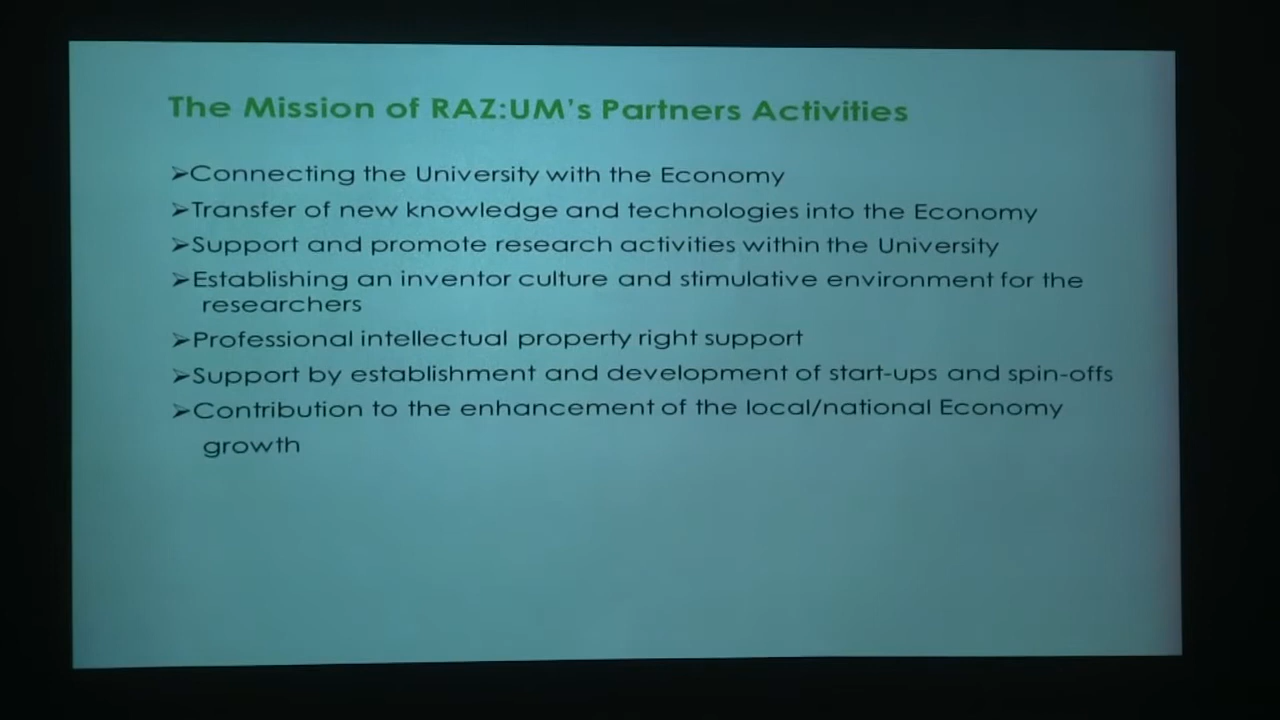 The Mission of RAZ:UM's Partners Activities
➢Connecting the University with the Economy
➢Transfer of new knowledge and technologies into the Economy
➢Support and promote research activities within the University
➢Establishing an inventor culture and stimulative environment for the
researchers
➢Professional intellectual property right support
➢Support by establishment and development of start-ups and spin-offs
➢Contribution to the enhancement of the local/national Economy
growth